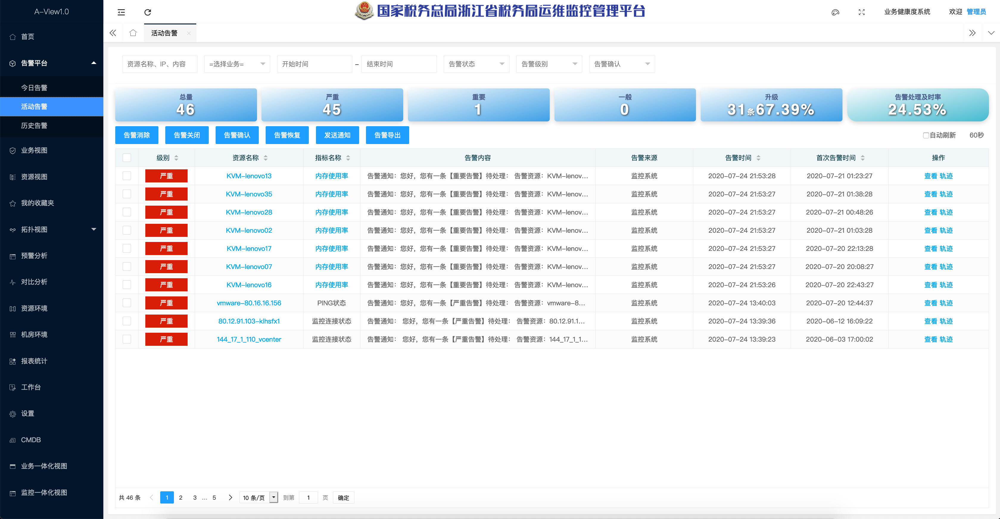 A-View1.0
国家税务总局浙江省税务局运维监控管理平台
业务健康度系统 欢迎 管理员
首页
告警平台
今日告警
活动告警
历史告警
业务视图
资源视图
我的收藏夹
拓扑视图
预警分析
对比分析
资源环境
机房环境
报表统计
工作台
设置
CMDB
业务一体化视图
监控一体化视图
活动告警
资源名称、IP、内容 =选择业务= 开始时间 - 结束时间 告警状态 告警级别 告警确认
总量 严重 重要 一般 升级 告警处理及时率
46 45 1 0 31条67.39% 24.53%
告警消除 告警关闭 告警确认 告警恢复 发送通知 告警导出 自动刷新 60秒
级别 资源名称 指标名称 告警内容 告警来源 告警时间 首次告警时间 操作
严重 KVM-lenovo13 内存使用率 告警通知：您好，您有一条【重要告警】待处理： 告警资源：KVM-lenov... 监控系统 2020-07-24 21:53:28 2020-07-21 01:23:27 查看 轨迹
严重 KVM-lenovo35 内存使用率 告警通知：您好，您有一条【重要告警】待处理： 告警资源：KVM-lenov... 监控系统 2020-07-24 21:53:27 2020-07-21 01:38:28 查看 轨迹
严重 KVM-lenovo28 内存使用率 告警通知：您好，您有一条【重要告警】待处理： 告警资源：KVM-lenov... 监控系统 2020-07-24 21:53:27 2020-07-21 00:48:26 查看 轨迹
严重 KVM-lenovo02 内存使用率 告警通知：您好，您有一条【重要告警】待处理： 告警资源：KVM-lenov... 监控系统 2020-07-24 21:53:27 2020-07-21 01:03:28 查看 轨迹
严重 KVM-lenovo17 内存使用率 告警通知：您好，您有一条【重要告警】待处理： 告警资源：KVM-lenov... 监控系统 2020-07-24 21:53:27 2020-07-20 22:13:28 查看 轨迹
严重 KVM-lenovo07 内存使用率 告警通知：您好，您有一条【重要告警】待处理： 告警资源：KVM-lenov... 监控系统 2020-07-24 21:53:27 2020-07-20 20:08:27 查看 轨迹
严重 KVM-lenovo16 内存使用率 告警通知：您好，您有一条【重要告警】待处理： 告警资源：KVM-lenov... 监控系统 2020-07-24 21:53:26 2020-07-20 22:43:27 查看 轨迹
严重 vmware-80.16.16.156 PING状态 告警通知：您好，您有一条【严重告警】待处理： 告警资源：vmware-8... 监控系统 2020-07-24 13:40:03 2020-07-20 12:44:37 查看 轨迹
严重 80.12.91.103-klhsfx1 监控连接状态 告警通知： 您好，您有一条【严重告警】待处理： 告警资源：80.12.91.1... 监控系统 2020-07-24 13:39:36 2020-06-12 16:09:22 查看 轨迹
严重 144_17_1_110_vcenter 监控连接状态 告警通知： 您好，您有一条【严重告警】待处理： 告警资源：144_17_1_1... 监控系统 2020-07-24 13:39:23 2020-06-03 17:00:02 查看 轨迹
共 46 条 1 2 3 ... 5 10 条/页 到第 1 页 确定